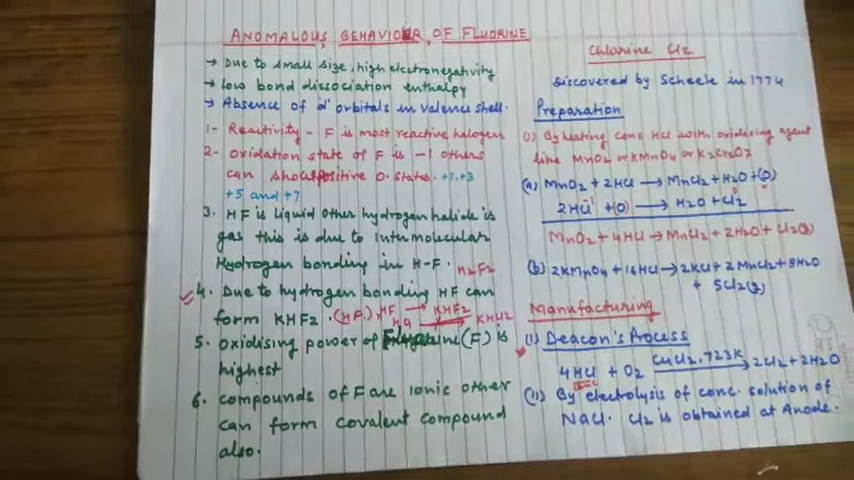 ANOMALOUS BEHAVIOUR OF FLUORINE
→ Due to small size, high electronegativity
→ low bond dissociation enthalpy
→ Absence of 'd' orbitals in valence shell.
1- Reactivity - F is most reactive halogen
2- Oxidation state of F is -1 others
can show positive O. states. +1, +3
+5 and +7
3. HF is liquid other hydrogen halide is
gas this is due to intermolecular
Hydrogen bonding in H-F. H2F2
4. Due to hydrogen bonding HF can
form KHF2. HF → KHF2
KHCl2
5. Oxidising power of (F) is
highest
6. Compounds of F are ionic other
can form covalent compound
also.
Chlorine Cl2
Discovered by Scheele in 1774
Preparation
(i) By heating conc HCl with oxidising agent
like MnO2 or KMnO4 or K2Cr2O7
(a) MnO2 + 2HCl → MnCl2 + H2O + (O)
2HCl + (O) → H2O + Cl2
MnO2 + 4HCl → MnCl2 + 2H2O + Cl2(g)
(b) 2KMnO4 + 16HCl → 2KCl + 2MnCl2 + 8H2O
+ 5Cl2(g)
Manufacturing
(i) Deacon's Process
4HCl + O2 CuCl2, 723K → 2Cl2 + 2H2O
(ii) By electrolysis of conc. solution of
NaCl. Cl2 is obtained at Anode.